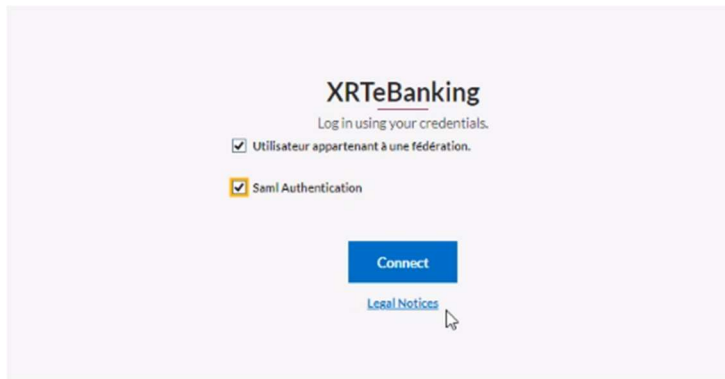 XRTeBanking
Log in using your credentials.
Utilisateur appartenant à une fédération.
Saml Authentication
Connect
Legal Notices